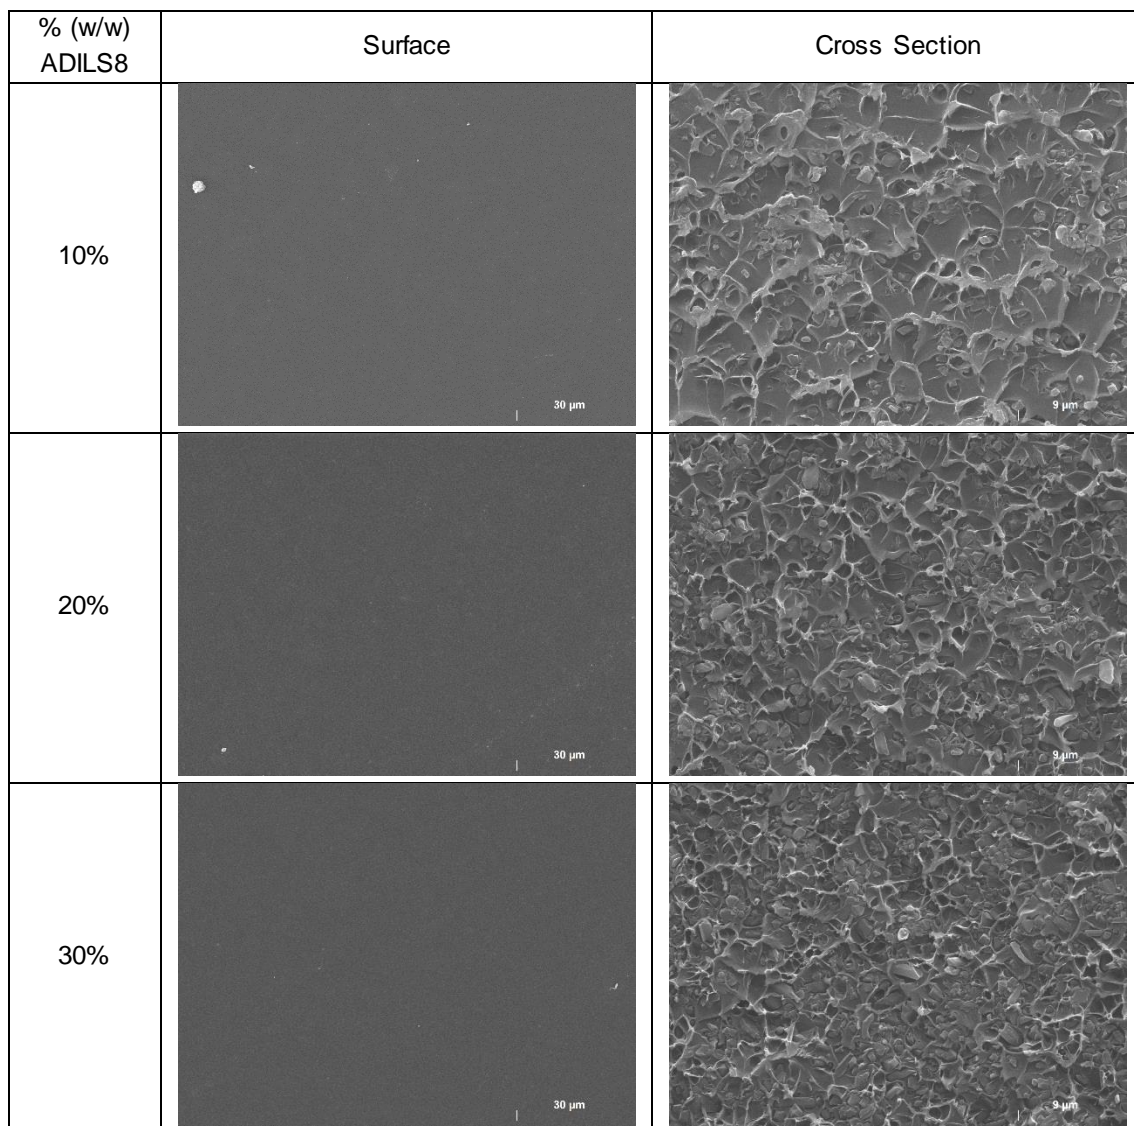 % (w/w)
ADILS8
Surface
Cross Section
10%
30 µm
9 µm
20%
30 µm
9 µm
30%
30 µm
9 µm